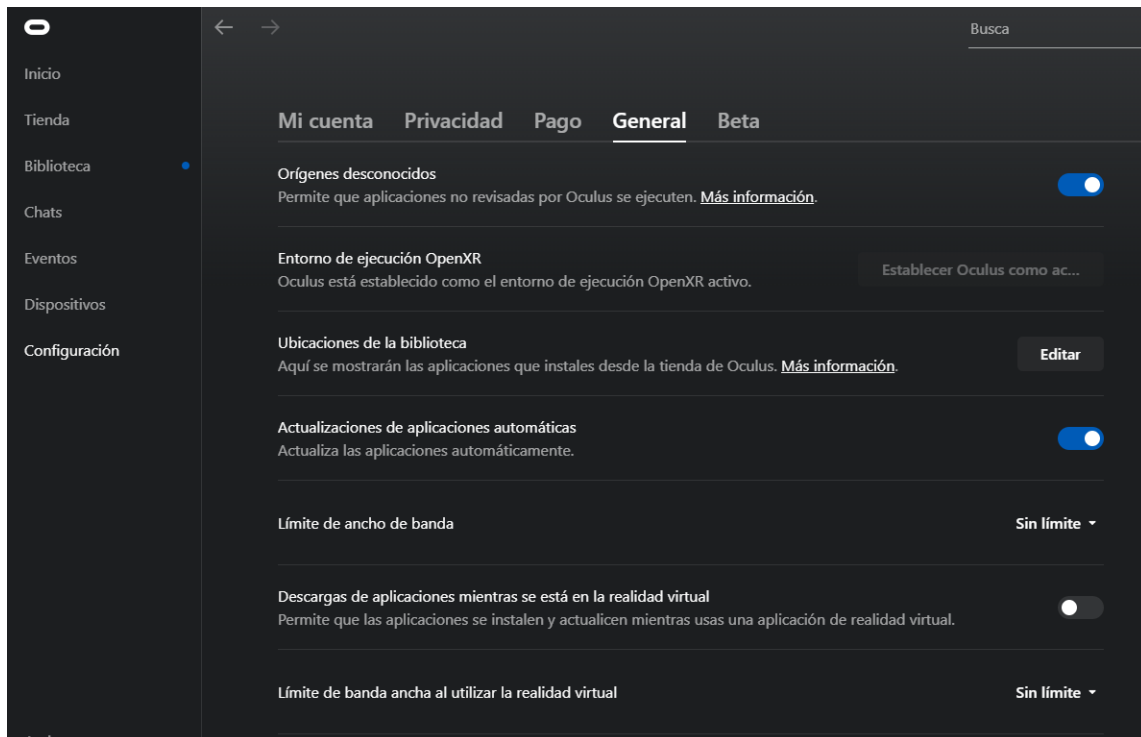 Busca
Inicio
Tienda
Biblioteca
Chats
Eventos
Dispositivos
Configuración
Mi cuenta Privacidad Pago General Beta
Orígenes desconocidos
Permite que aplicaciones no revisadas por Oculus se ejecuten. Más información.
Entorno de ejecución OpenXR
Oculus está establecido como el entorno de ejecución OpenXR activo.
Establecer Oculus como ac...
Ubicaciones de la biblioteca
Aquí se mostrarán las aplicaciones que instales desde la tienda de Oculus. Más información.
Editar
Actualizaciones de aplicaciones automáticas
Actualiza las aplicaciones automáticamente.
Límite de ancho de banda
Sin límite
Descargas de aplicaciones mientras se está en la realidad virtual
Permite que las aplicaciones se instalen y actualicen mientras usas una aplicación de realidad virtual.
Límite de banda ancha al utilizar la realidad virtual
Sin límite